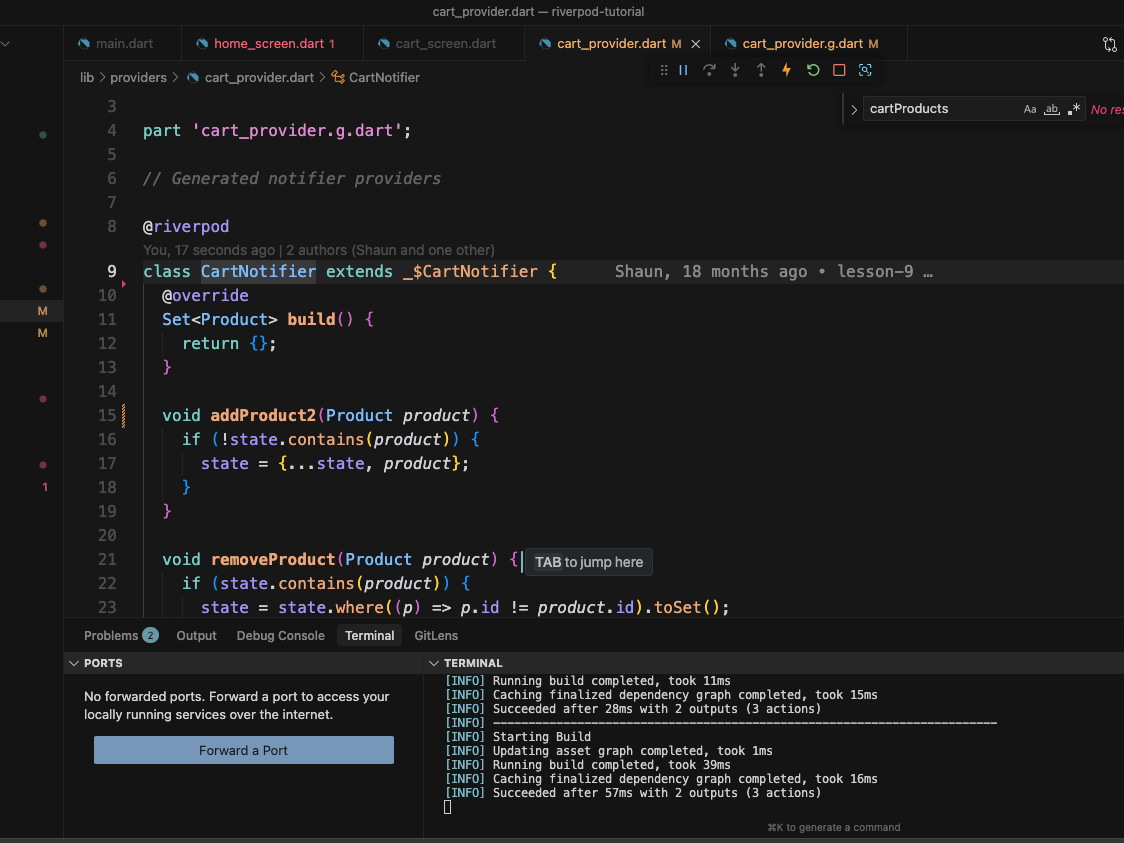 cart_provider.dart — riverpod-tutorial
main.dart
home_screen.dart 1
cart_screen.dart
cart_provider.dart M
cart_provider.g.dart M
lib > providers > cart_provider.dart > CartNotifier
cartProducts
Aa ab .* No res
3
4 part 'cart_provider.g.dart';
5
6 // Generated notifier providers
7
8 @riverpod
You, 17 seconds ago | 2 authors (Shaun and one other)
9 class CartNotifier extends _$CartNotifier { Shaun, 18 months ago • lesson-9 …
10 @override
11 Set<Product> build() {
12 return {};
13 }
14
15 void addProduct2(Product product) {
16 if (!state.contains(product)) {
17 state = {...state, product};
18 }
19 }
20
21 void removeProduct(Product product) { TAB to jump here
22 if (state.contains(product)) {
23 state = state.where((p) => p.id != product.id).toSet();
M
M
1
Problems 2 Output Debug Console Terminal GitLens
PORTS
No forwarded ports. Forward a port to access your
locally running services over the internet.
Forward a Port
TERMINAL
[INFO] Running build completed, took 11ms
[INFO] Caching finalized dependency graph completed, took 15ms
[INFO] Succeeded after 28ms with 2 outputs (3 actions)
[INFO] ------------------------------------------------------------------------
[INFO] Starting Build
[INFO] Updating asset graph completed, took 1ms
[INFO] Running build completed, took 39ms
[INFO] Caching finalized dependency graph completed, took 16ms
[INFO] Succeeded after 57ms with 2 outputs (3 actions)
⌘K to generate a command